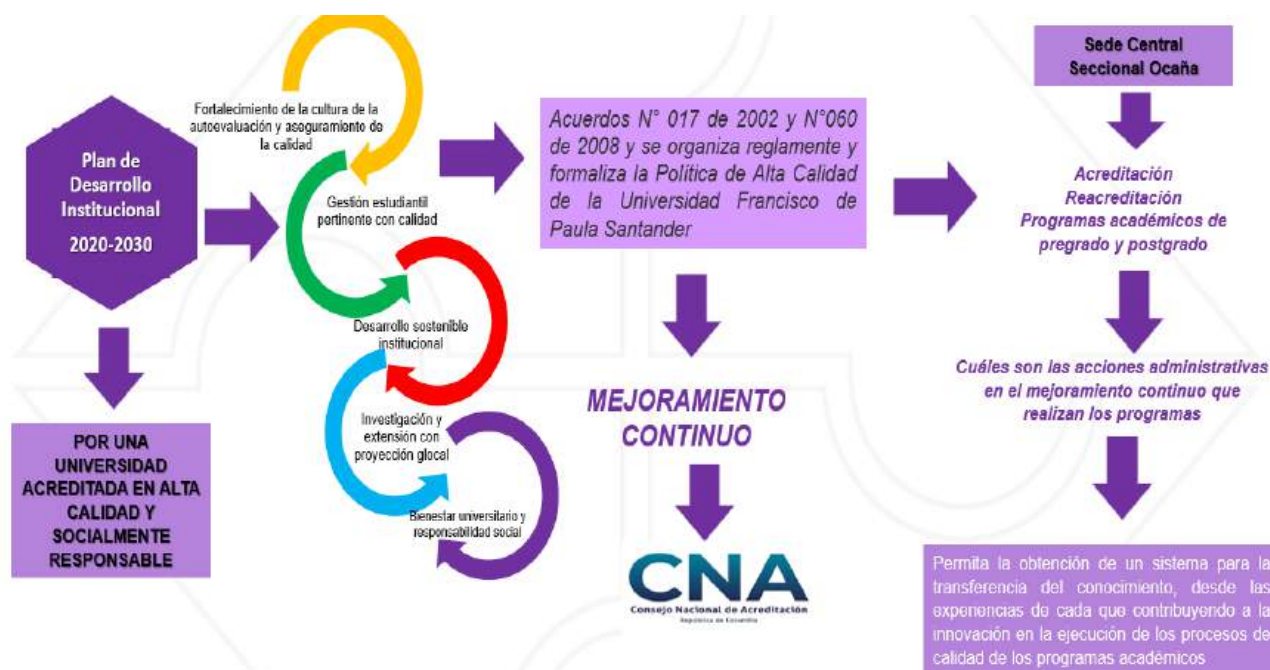 Plan de
Desarrollo
Institucional
2020-2030
POR UNA
UNIVERSIDAD
ACREDITADA EN ALTA
CALIDAD Y
SOCIALMENTE
RESPONSABLE
Fortalecimiento de la cultura de la
autoevaluación y aseguramiento de
la calidad
Gestión estudiantil
pertinente con calidad
Desarrollo sostenible
institucional
Investigación y
extensión con
proyección glocal
Bienestar universitario y
responsabilidad social
Acuerdos N° 017 de 2002 y N°060
de 2008 y se organiza reglamente y
formaliza la Política de Alta Calidad
de la Universidad Francisco de
Paula Santander
MEJORAMIENTO
CONTINUO
CNA
Consejo Nacional de Acreditación
República de Colombia
Sede Central
Seccional Ocaña
Acreditación
Reacreditación
Programas académicos de
pregrado y postgrado
Cuáles son las acciones administrativas
en el mejoramiento continuo que
realizan los programas
Permita la obtención de un sistema para la
transferencia del conocimiento, desde las
experiencias de cada que contribuyendo a la
innovación en la ejecución de los procesos de
calidad de los programas académicos